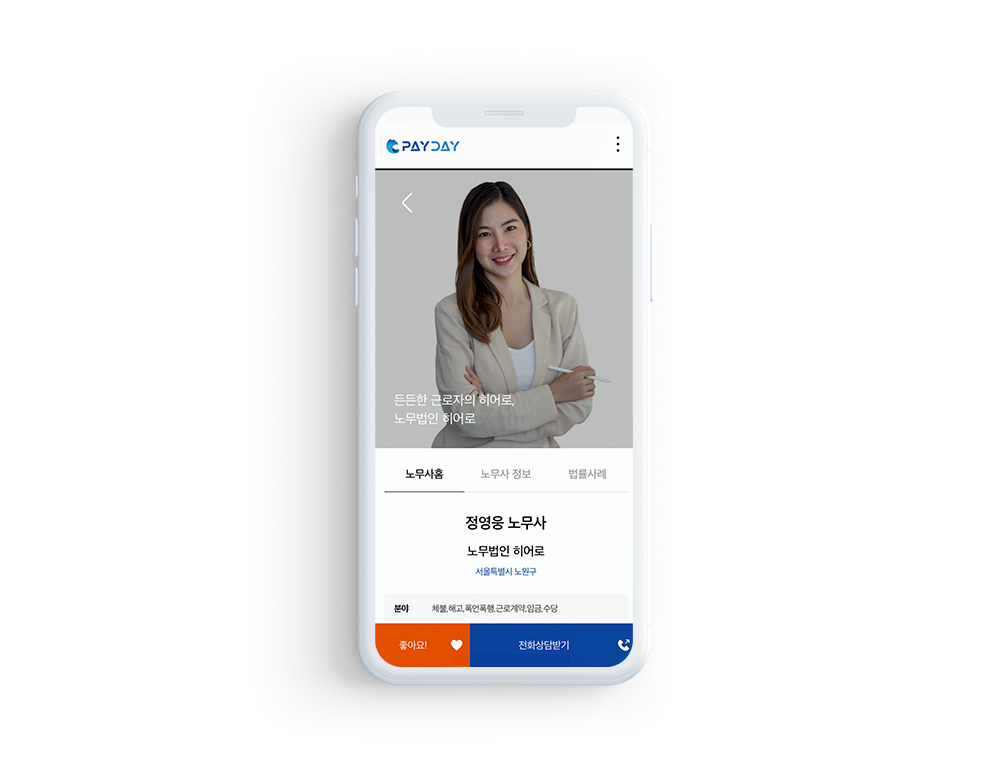 PAYDAY
든든한 근로자의 히어로,
노무법인 히어로
노무사홈 노무사 정보 법률사례
정영웅 노무사
노무법인 히어로
서울특별시 노원구
분야 체불,해고,폭언폭행,근로계약,임금,수당
좋아요! 전화상담받기